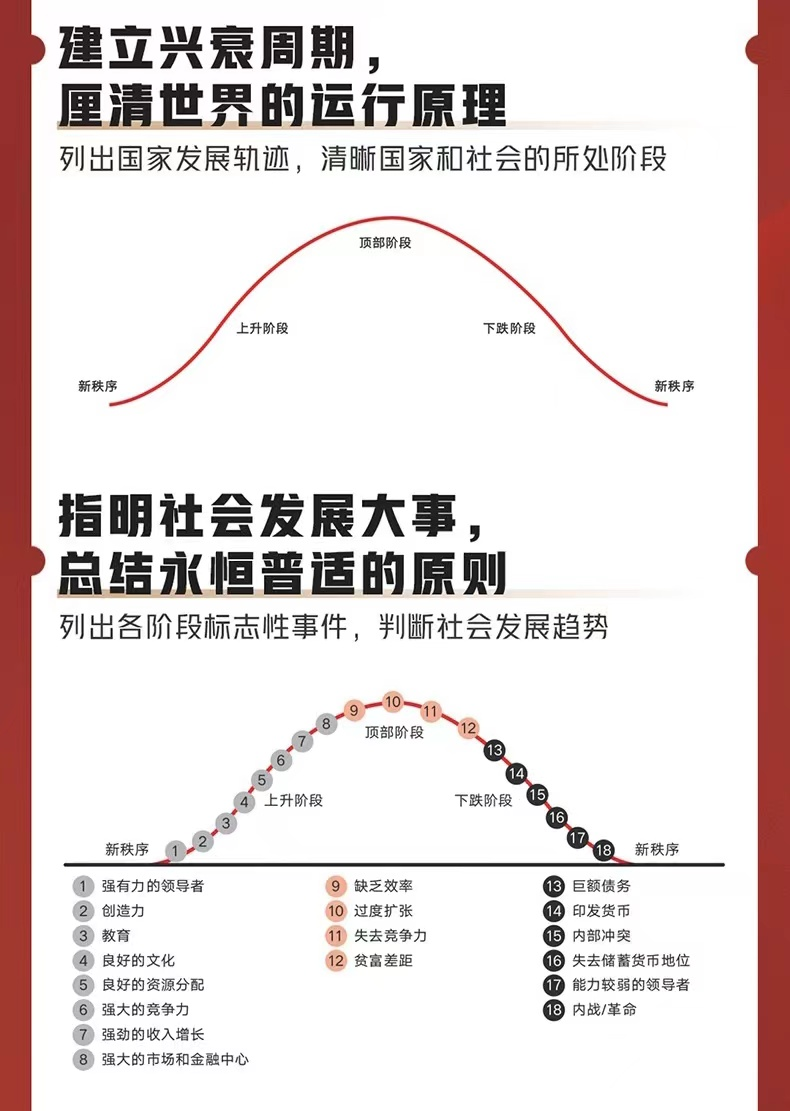 建立兴衰周期，
厘清世界的运行原理
列出国家发展轨迹，清晰国家和社会的所处阶段
顶部阶段
上升阶段
下跌阶段
新秩序
新秩序
指明社会发展大事，
总结永恒普适的原则
列出各阶段标志性事件，判断社会发展趋势
9
10
11
8
12
顶部阶段
7
13
6
14
5
15
4
上升阶段
下跌阶段
3
16
2
17
新秩序
1
18
新秩序
1 强有力的领导者
2 创造力
3 教育
4 良好的文化
5 良好的资源分配
6 强大的竞争力
7 强劲的收入增长
8 强大的市场和金融中心
9 缺乏效率
10 过度扩张
11 失去竞争力
12 贫富差距
13 巨额债务
14 印发货币
15 内部冲突
16 失去储蓄货币地位
17 能力较弱的领导者
18 内战/革命